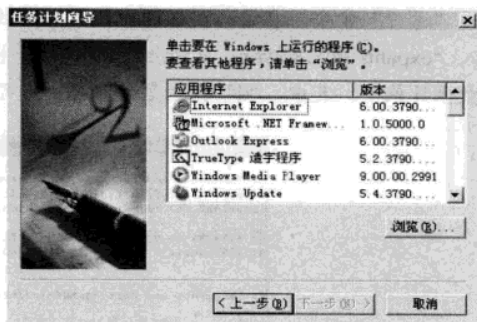 任务计划向导
单击要在 Windows 上运行的程序(C)。
要查看其他程序，请单击“浏览”。
应用程序 版本
Internet Explorer 6.00.3790...
Microsoft .NET Framew... 1.0.5000.0
Outlook Express 6.00.3790...
TrueType 造字程序 5.2.3790...
Windows Media Player 9.00.00.2991
Windows Update 5.4.3790...
浏览(R)...
< 上一步(B) 下一步(N) > 取消